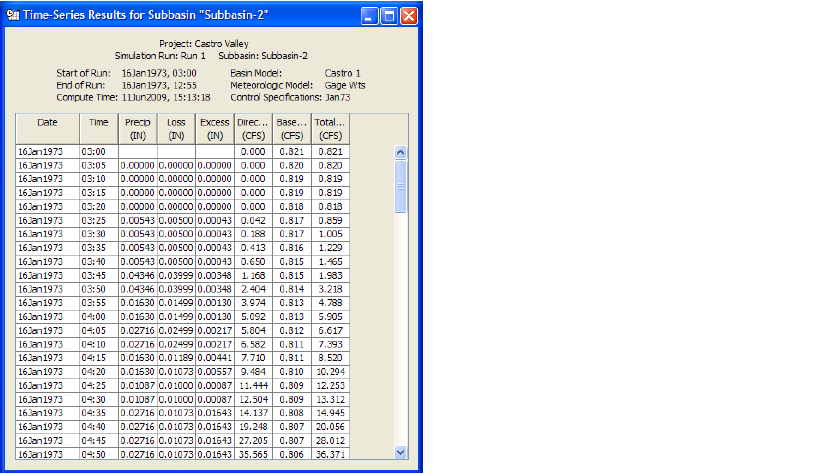 Time-Series Results for Subbasin "Subbasin-2"
Project: Castro Valley
Simulation Run: Run 1 Subbasin: Subbasin-2
Start of Run: 16Jan1973, 03:00 Basin Model: Castro 1
End of Run: 16Jan1973, 12:55 Meteorologic Model: Gage Wts
Compute Time: 11Jun2009, 15:13:18 Control Specifications: Jan73
Date Time Precip Loss Excess Direc... Base... Total...
(IN) (IN) (IN) (CFS) (CFS) (CFS)
16Jan1973 03:00 0.000 0.821 0.821
16Jan1973 03:05 0.00000 0.00000 0.00000 0.000 0.820 0.820
16Jan1973 03:10 0.00000 0.00000 0.00000 0.000 0.819 0.819
16Jan1973 03:15 0.00000 0.00000 0.00000 0.000 0.819 0.819
16Jan1973 03:20 0.00000 0.00000 0.00000 0.000 0.818 0.818
16Jan1973 03:25 0.00543 0.00500 0.00043 0.042 0.817 0.859
16Jan1973 03:30 0.00543 0.00500 0.00043 0.188 0.817 1.005
16Jan1973 03:35 0.00543 0.00500 0.00043 0.413 0.816 1.229
16Jan1973 03:40 0.00543 0.00500 0.00043 0.650 0.815 1.465
16Jan1973 03:45 0.04346 0.03999 0.00348 1.168 0.815 1.983
16Jan1973 03:50 0.04346 0.03999 0.00348 2.404 0.814 3.218
16Jan1973 03:55 0.01630 0.01499 0.00130 3.974 0.813 4.788
16Jan1973 04:00 0.01630 0.01499 0.00130 5.092 0.813 5.905
16Jan1973 04:05 0.02716 0.02499 0.00217 5.804 0.812 6.617
16Jan1973 04:10 0.02716 0.02499 0.00217 6.582 0.811 7.393
16Jan1973 04:15 0.01630 0.01189 0.00441 7.710 0.811 8.520
16Jan1973 04:20 0.01630 0.01073 0.00557 9.484 0.810 10.294
16Jan1973 04:25 0.01087 0.01000 0.00087 11.444 0.809 12.253
16Jan1973 04:30 0.01087 0.01000 0.00087 12.504 0.809 13.312
16Jan1973 04:35 0.02716 0.01073 0.01643 14.137 0.808 14.945
16Jan1973 04:40 0.02716 0.01073 0.01643 19.248 0.807 20.056
16Jan1973 04:45 0.02716 0.01073 0.01643 27.205 0.807 28.012
16Jan1973 04:50 0.02716 0.01073 0.01643 35.565 0.806 36.371